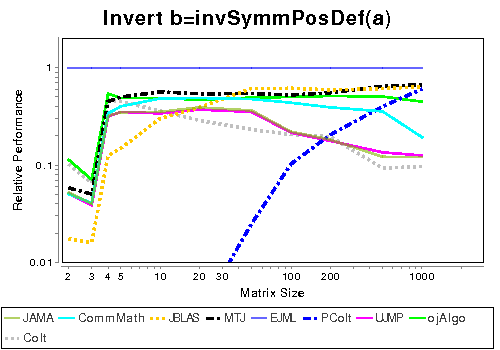 Invert b=invSymmPosDef(a)
1
0.1
0.01
Relative Performance
2 3 4 5 10 20 30 100 200 1000
Matrix Size
JAMA CommMath JBLAS MTJ EJML PColt UJMP ojAlgo
Colt